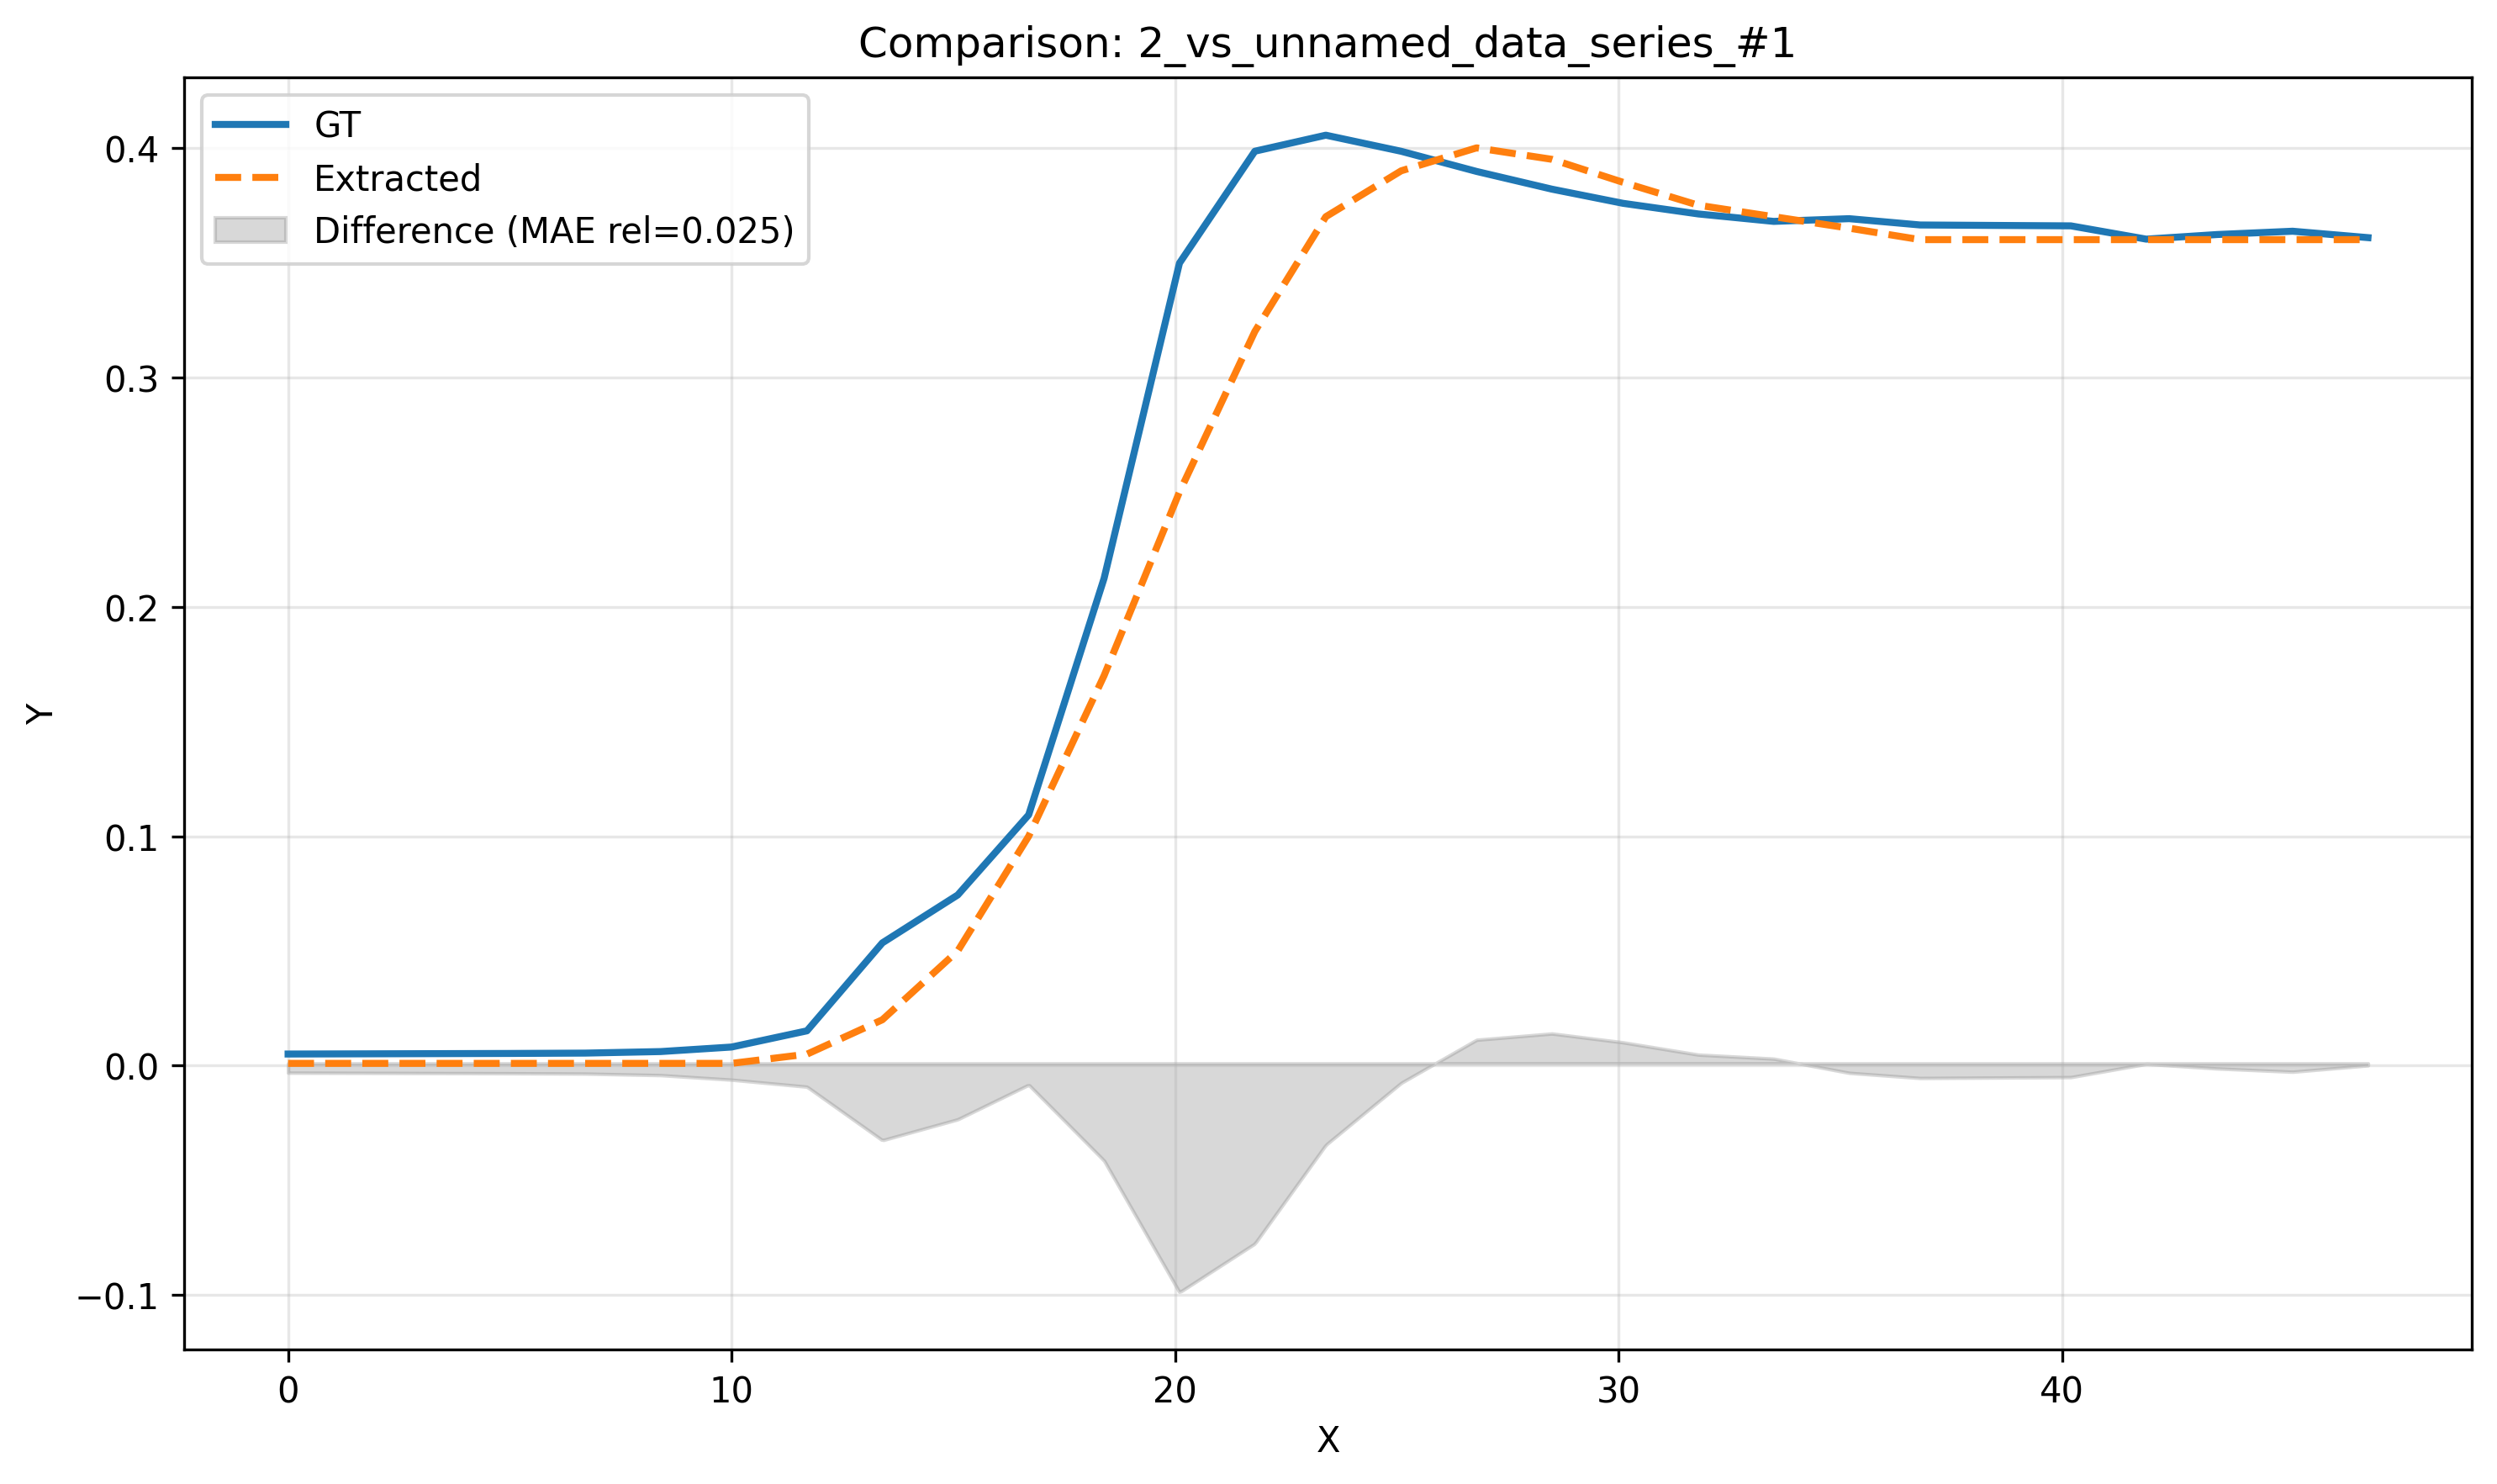 Comparison: 2_vs_unnamed_data_series_#1
GT
Extracted
Difference (MAE rel=0.025)
0.4
0.3
0.2
0.1
0.0
−0.1
Y
0 10 20 30 40
X